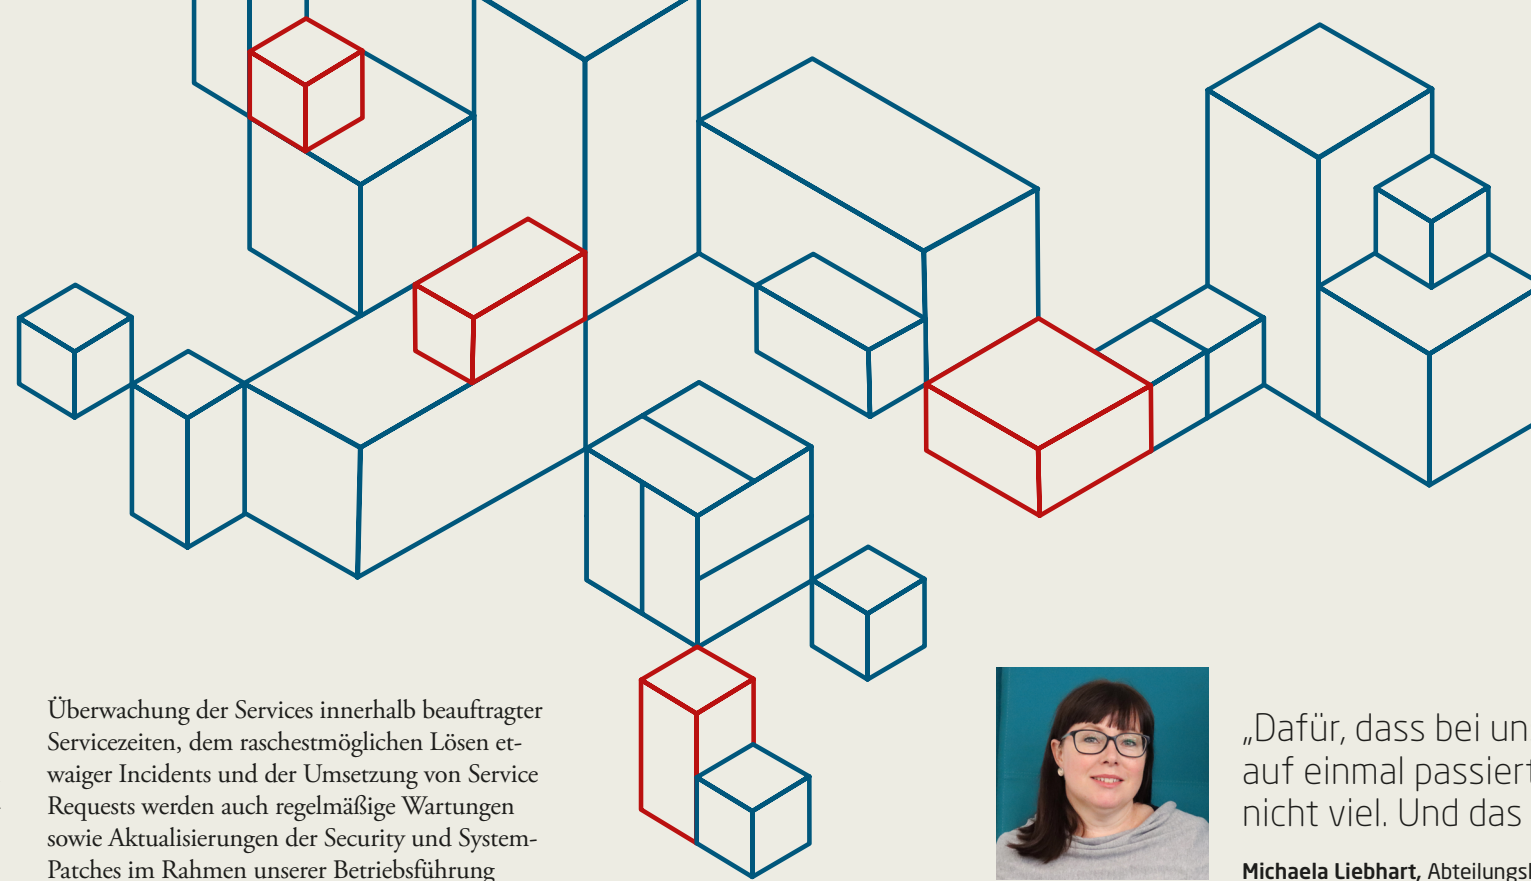 Überwachung der Services innerhalb beauftragter
Servicezeiten, dem raschestmöglichen Lösen et-
waiger Incidents und der Umsetzung von Service
Requests werden auch regelmäßige Wartungen
sowie Aktualisierungen der Security und System-
Patches im Rahmen unserer Betriebsführung
„Dafür, dass bei un
auf einmal passiert
nicht viel. Und das
Michaela Liebhart, Abteilungsl